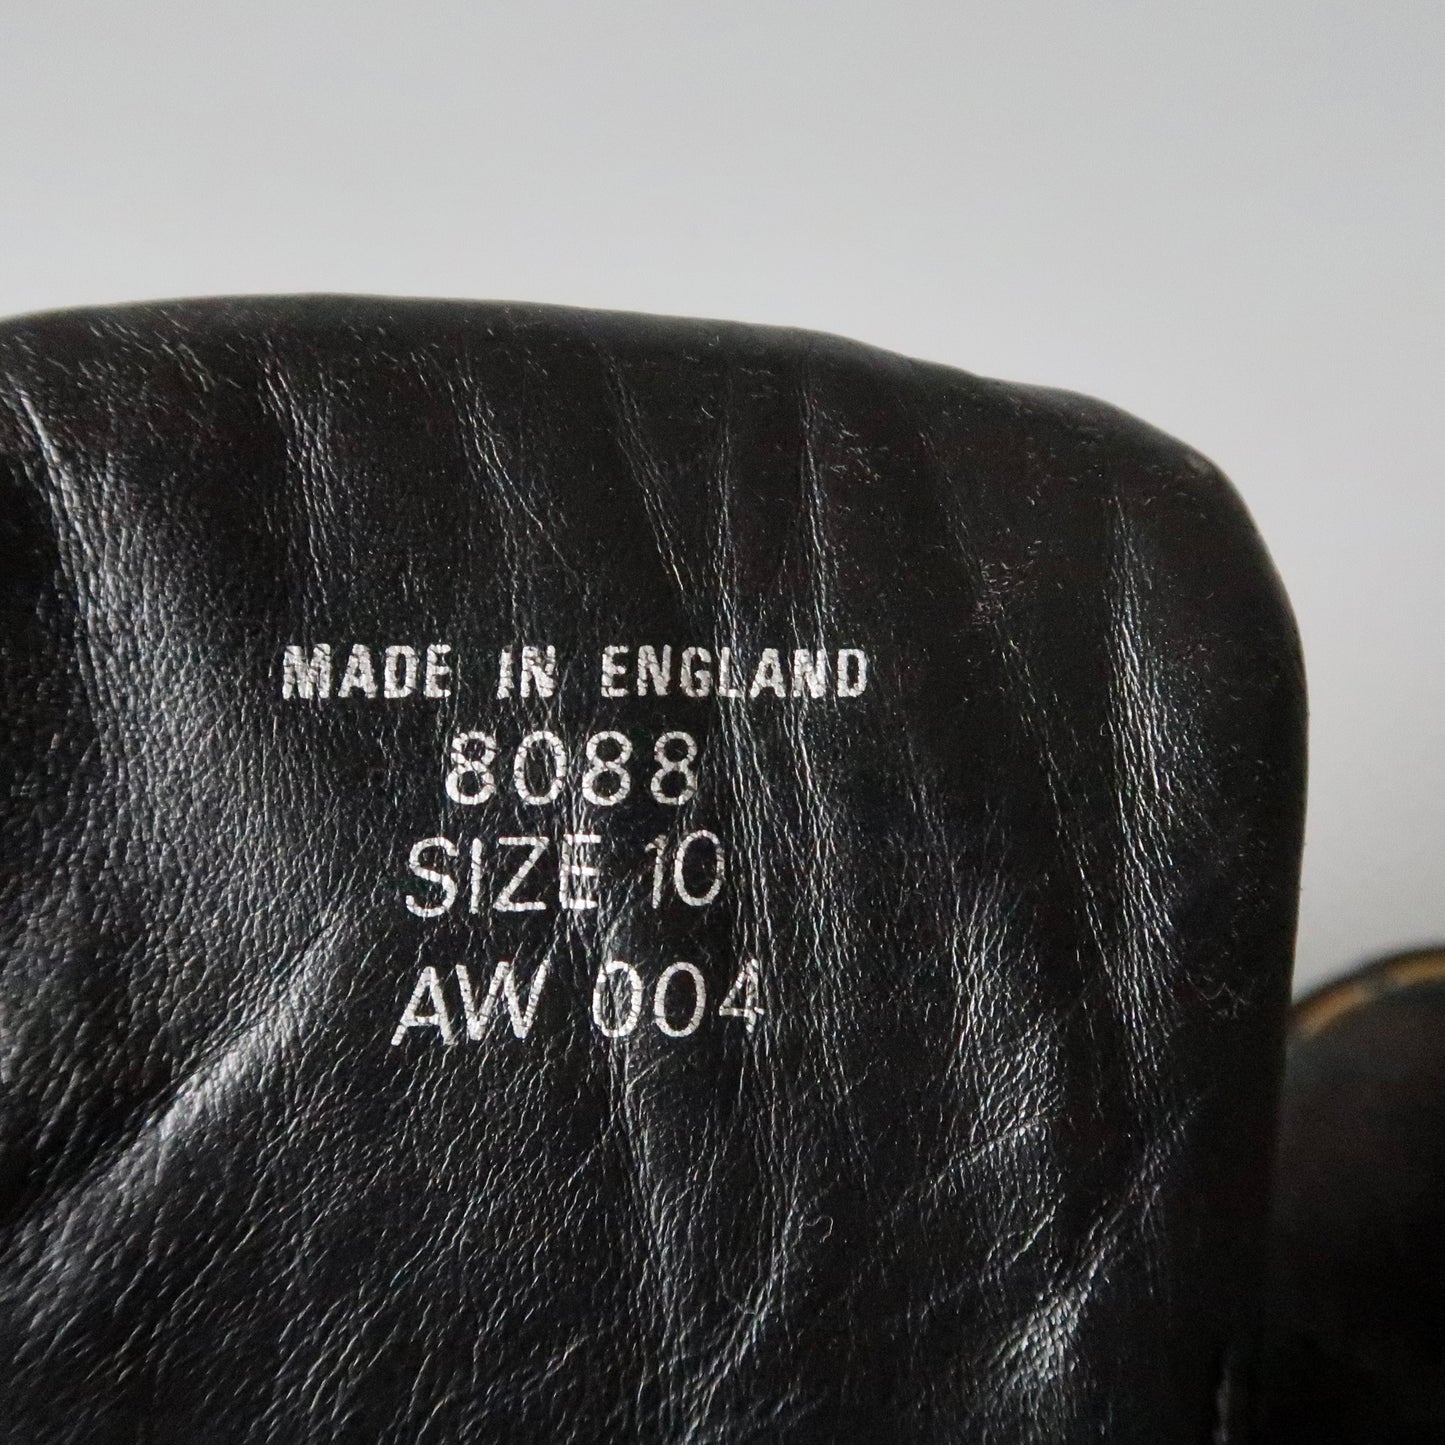 MADE IN ENGLAND
8088
SIZE 10
AW 004